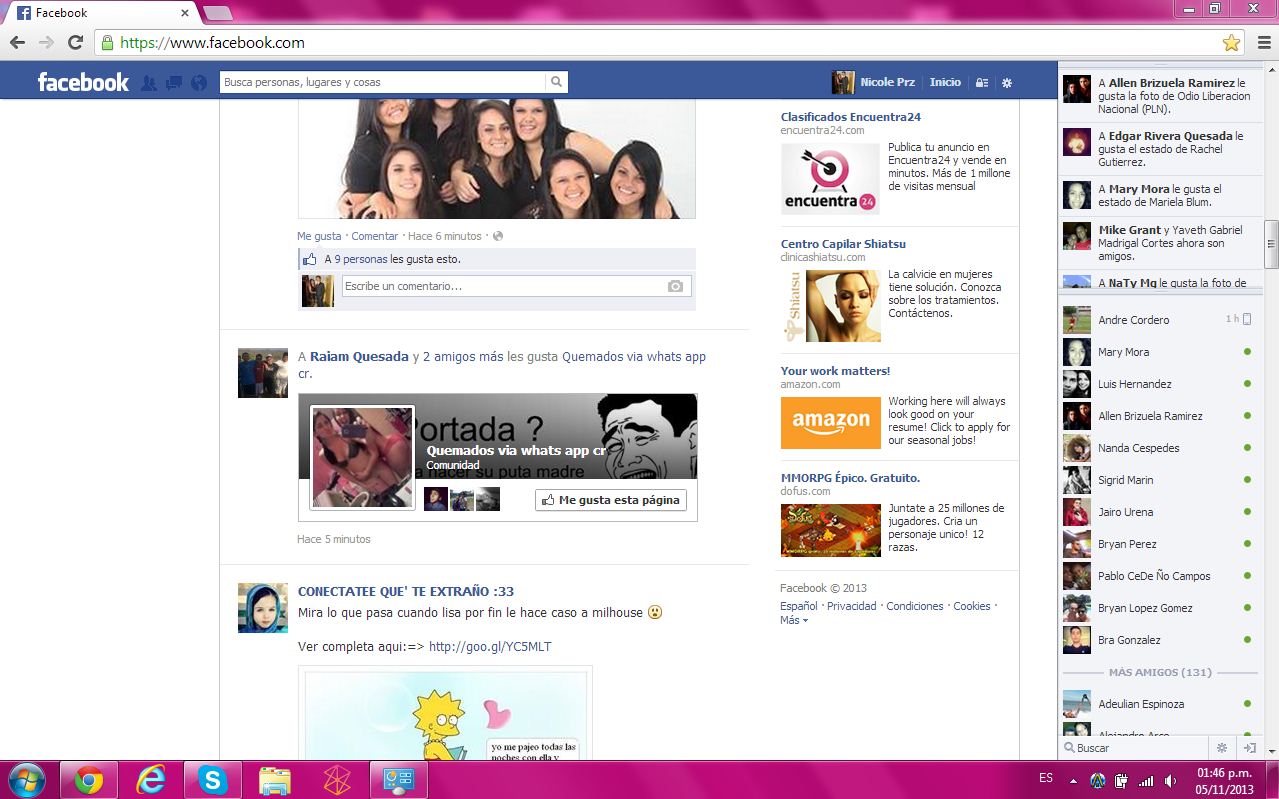 Facebook
https://www.facebook.com
facebook
Busca personas, lugares y cosas
Nicole Prz
Inicio
Me gusta · Comentar · Hace 6 minutos ·
A 9 personas les gusta esto.
Escribe un comentario...
A Raiam Quesada y 2 amigos más les gusta Quemados via whats app
cr.
Portada ?
Quemados via whats app cr
Comunidad
hacer su puta madre
Me gusta esta página
Hace 5 minutos
CONECTATEE QUE' TE EXTRAÑO :33
Mira lo que pasa cuando lisa por fin le hace caso a milhouse
Ver completa aqui:=> http://goo.gl/YC5MLT
yo me pajeo todas las
noches con ella y
Clasificados Encuentra24
encuentra24.com
encuentra 24
Publica tu anuncio en
Encuentra24 y vende en
minutos. Más de 1 millone
de visitas mensual
Centro Capilar Shiatsu
clinicashiatsu.com
Shiatsu
La calvicie en mujeres
tiene solución. Conozca
sobre los tratamientos.
Contáctenos.
Your work matters!
amazon.com
amazon
Working here will always
look good on your
resume! Click to apply for
our seasonal jobs!
MMORPG Épico. Gratuito.
dofus.com
DOFUS
Juntate a 25 millones de
jugadores. Cria un
personaje unico! 12
razas.
Facebook © 2013
Español · Privacidad · Condiciones · Cookies ·
Más
A Allen Brizuela Ramirez le
gusta la foto de Odio Liberacion
Nacional (PLN).
A Edgar Rivera Quesada le
gusta el estado de Rachel
Gutierrez.
A Mary Mora le gusta el
estado de Mariela Blum.
Mike Grant y Yaveth Gabriel
Madrigal Cortes ahora son
amigos.
A NaTy Mg le gusta la foto de
Andre Cordero
1 h
Mary Mora
Luis Hernandez
Allen Brizuela Ramirez
Nanda Cespedes
Sigrid Marin
Jairo Urena
Bryan Perez
Pablo CeDe Ño Campos
Bryan Lopez Gomez
Bra Gonzalez
MÁS AMIGOS (131)
Adeulian Espinoza
Alejandro Arce
Buscar
ES
01:46 p.m.
05/11/2013